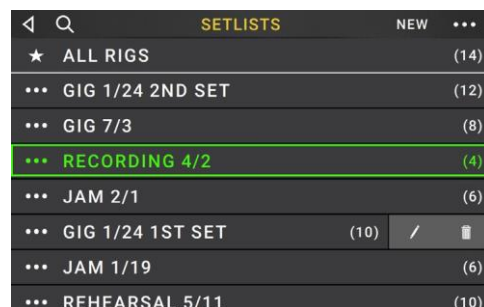 SETLISTS NEW •••
★ ALL RIGS (14)
••• GIG 1/24 2ND SET (12)
••• GIG 7/3 (8)
••• RECORDING 4/2 (4)
••• JAM 2/1 (6)
••• GIG 1/24 1ST SET (10)
••• JAM 1/19 (6)
••• REHEARSAL 5/11 (10)